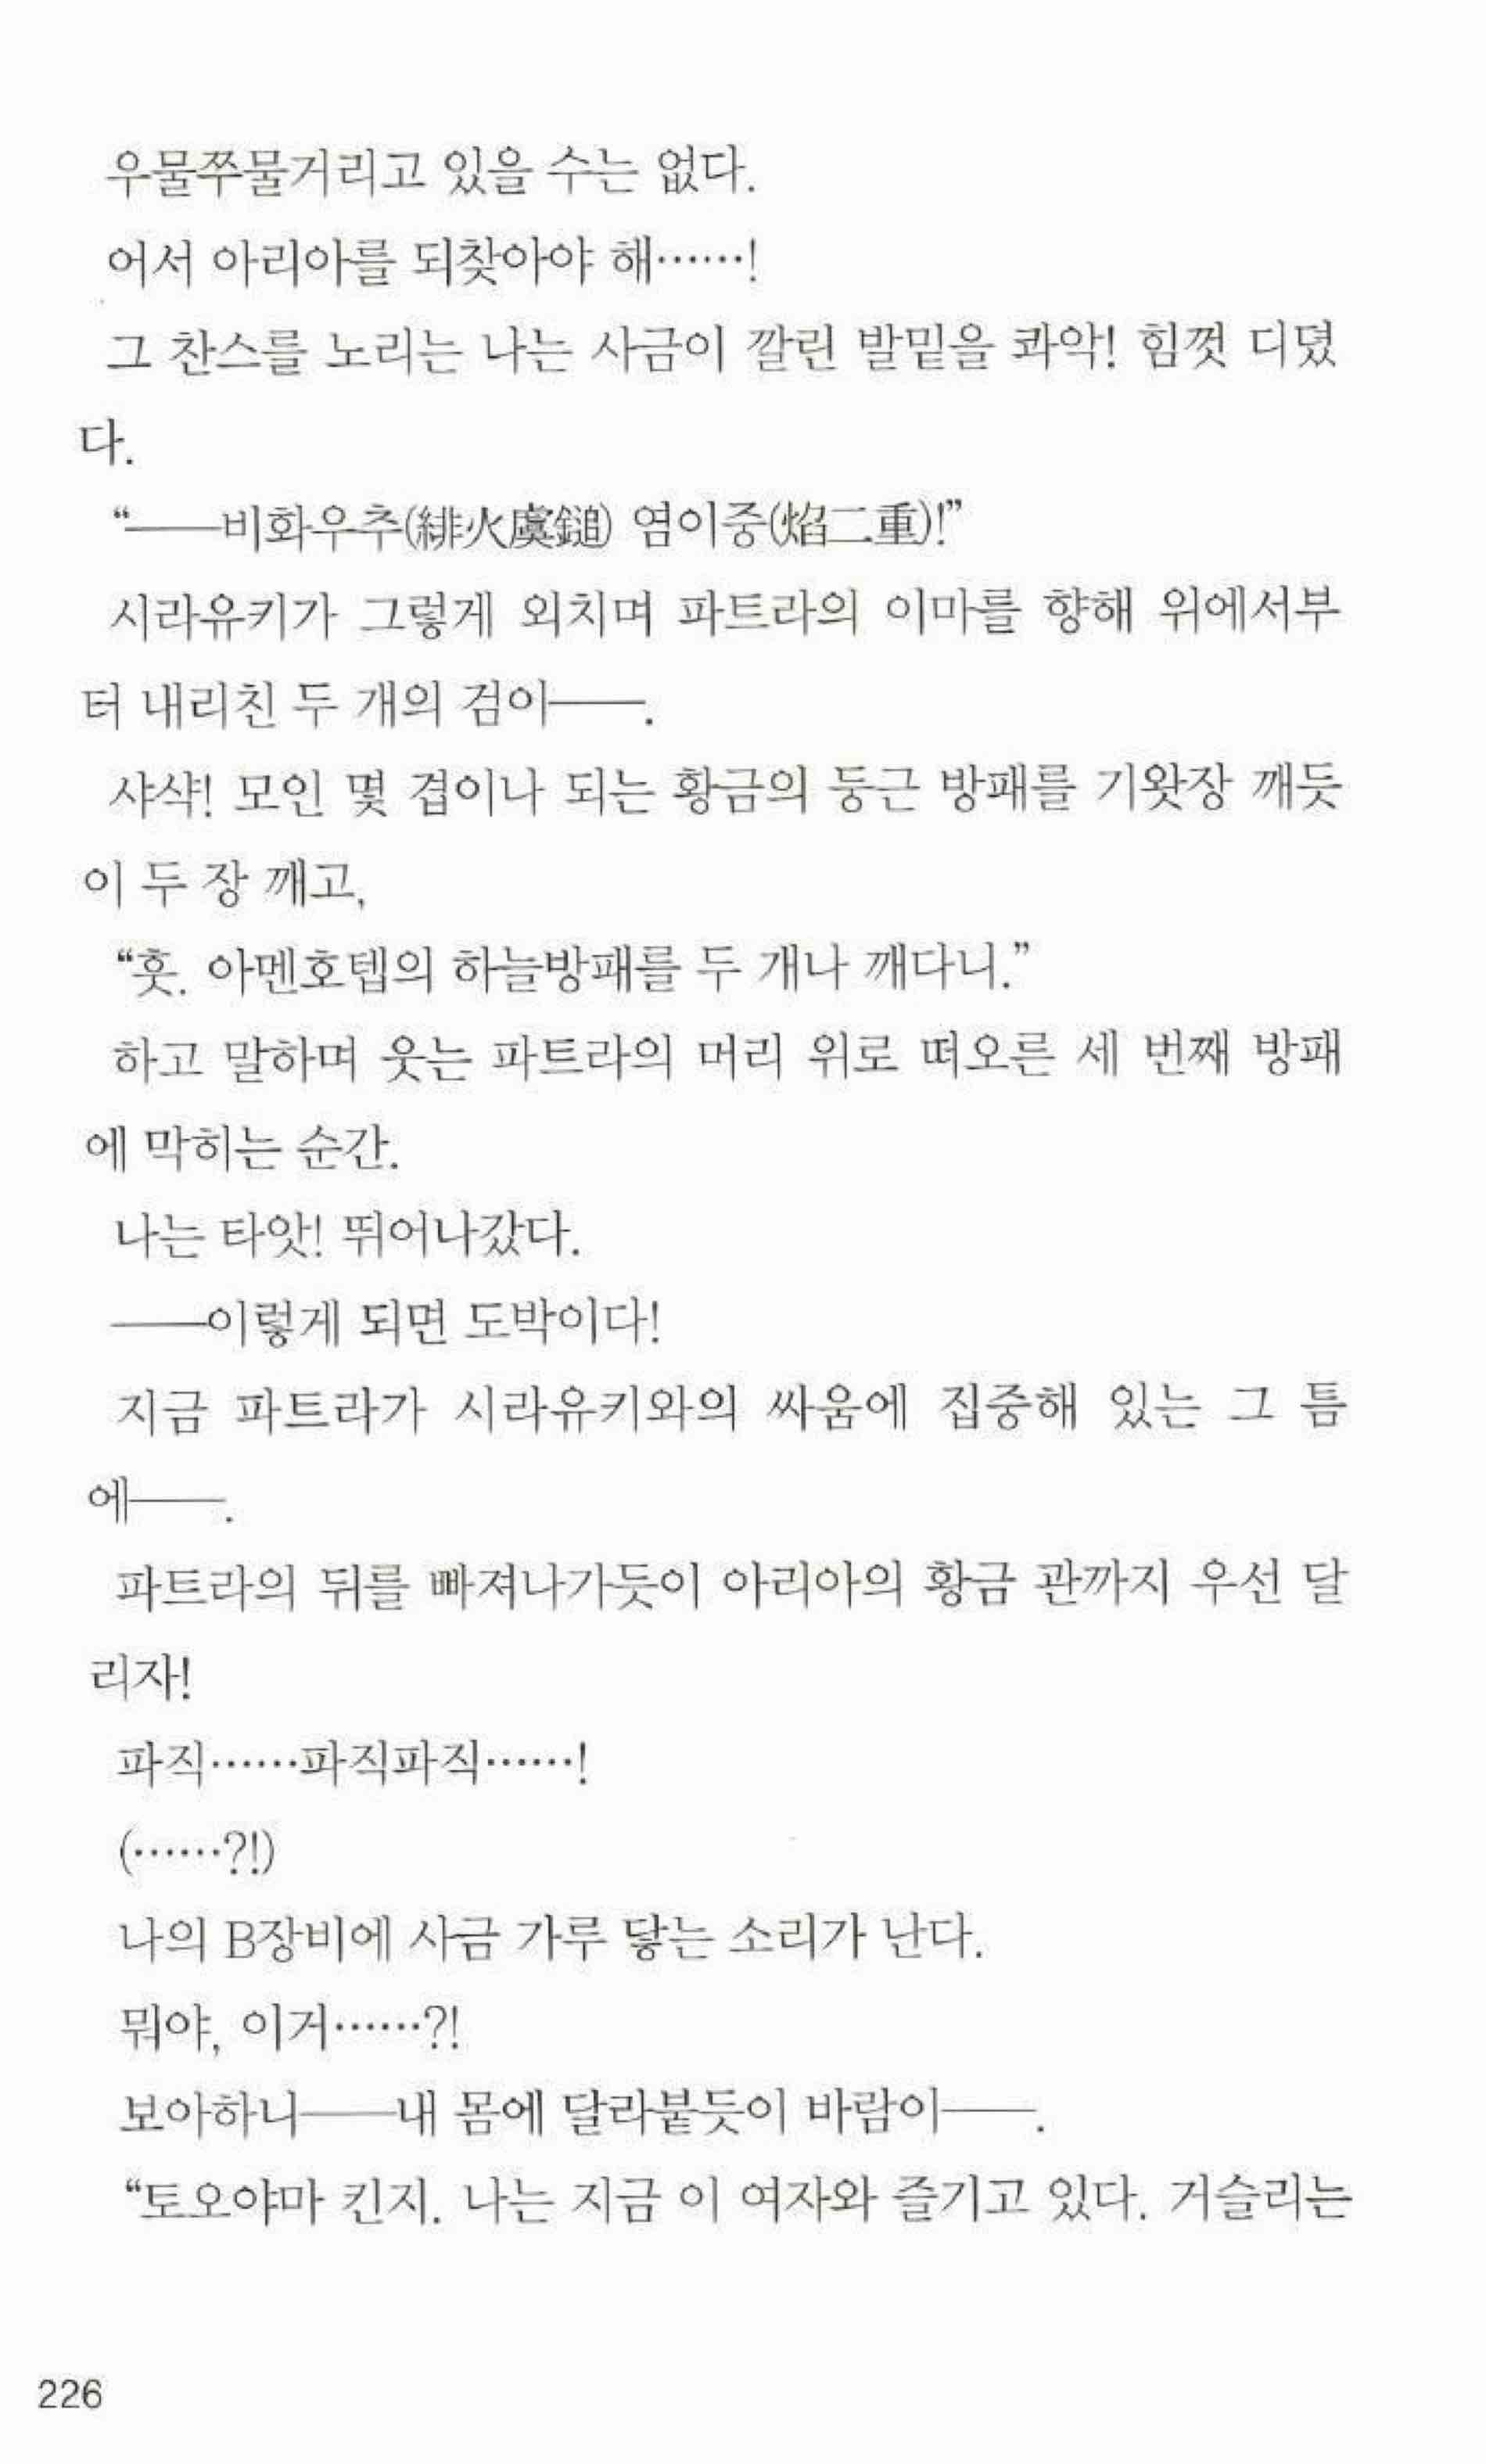 우물쭈물거리고 있을 수는 없다.
어서 아리아를 되찾아야 해……!
그 찬스를 노리는 나는 사금이 깔린 발밑을 콰악! 힘껏 디뎠
다.
“──비화우추(緋火虞鎚) 염이중(焰二重)!”
시라유키가 그렇게 외치며 파트라의 이마를 향해 위에서부
터 내리친 두 개의 검이──.
샤샥! 모인 몇 겹이나 되는 황금의 둥근 방패를 기왓장 깨듯
이 두 장 깨고,
“훗. 아멘호텝의 하늘방패를 두 개나 깨다니.”
하고 말하며 웃는 파트라의 머리 위로 떠오른 세 번째 방패
에 막히는 순간.
나는 타앗! 뛰어나갔다.
──이렇게 되면 도박이다!
지금 파트라가 시라유키와의 싸움에 집중해 있는 그 틈
에──.
파트라의 뒤를 빠져나가듯이 아리아의 황금 관까지 우선 달
리자!
파직……파직파직……!
(……?!)
나의 B장비에 사금 가루 닿는 소리가 난다.
뭐야, 이거……?!
보아하니──내 몸에 달라붙듯이 바람이──.
“토오야마 킨지. 나는 지금 이 여자와 즐기고 있다. 거슬리는
226